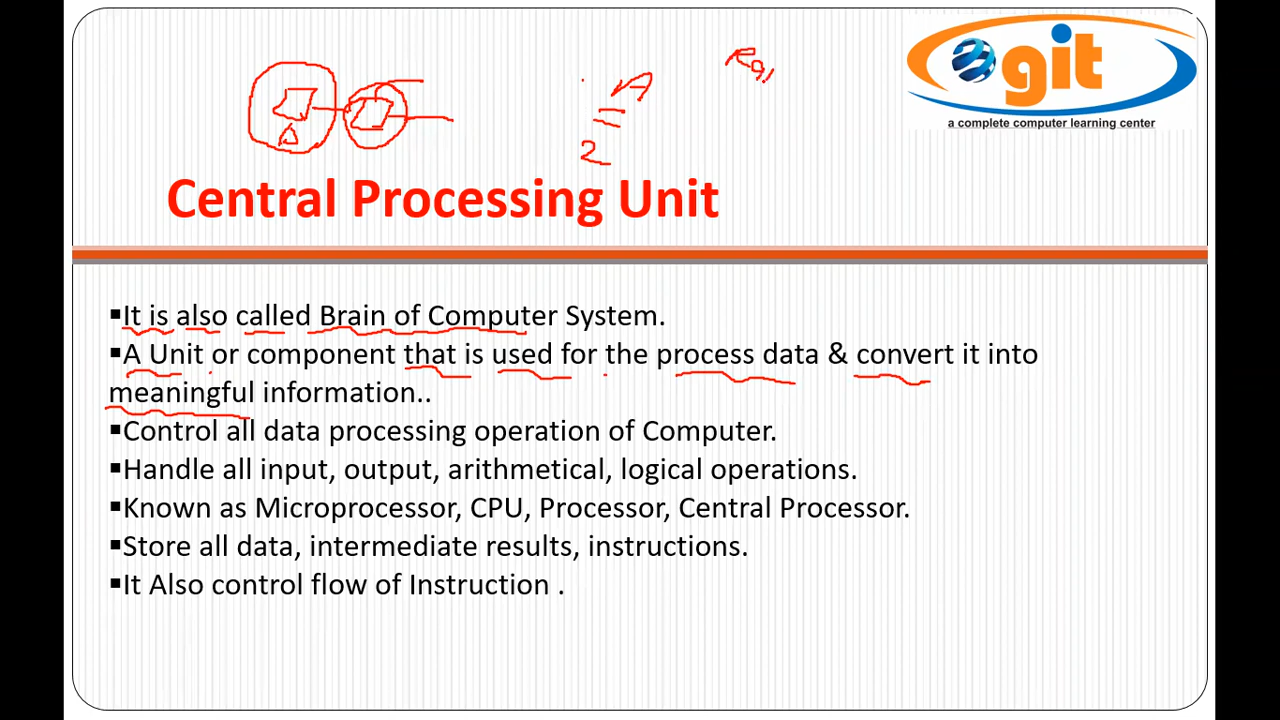 egit
a complete computer learning center
A
2
Central Processing Unit
▪It is also called Brain of Computer System.
▪A Unit or component that is used for the process data & convert it into
meaningful information..
▪Control all data processing operation of Computer.
▪Handle all input, output, arithmetical, logical operations.
▪Known as Microprocessor, CPU, Processor, Central Processor.
▪Store all data, intermediate results, instructions.
▪It Also control flow of Instruction .